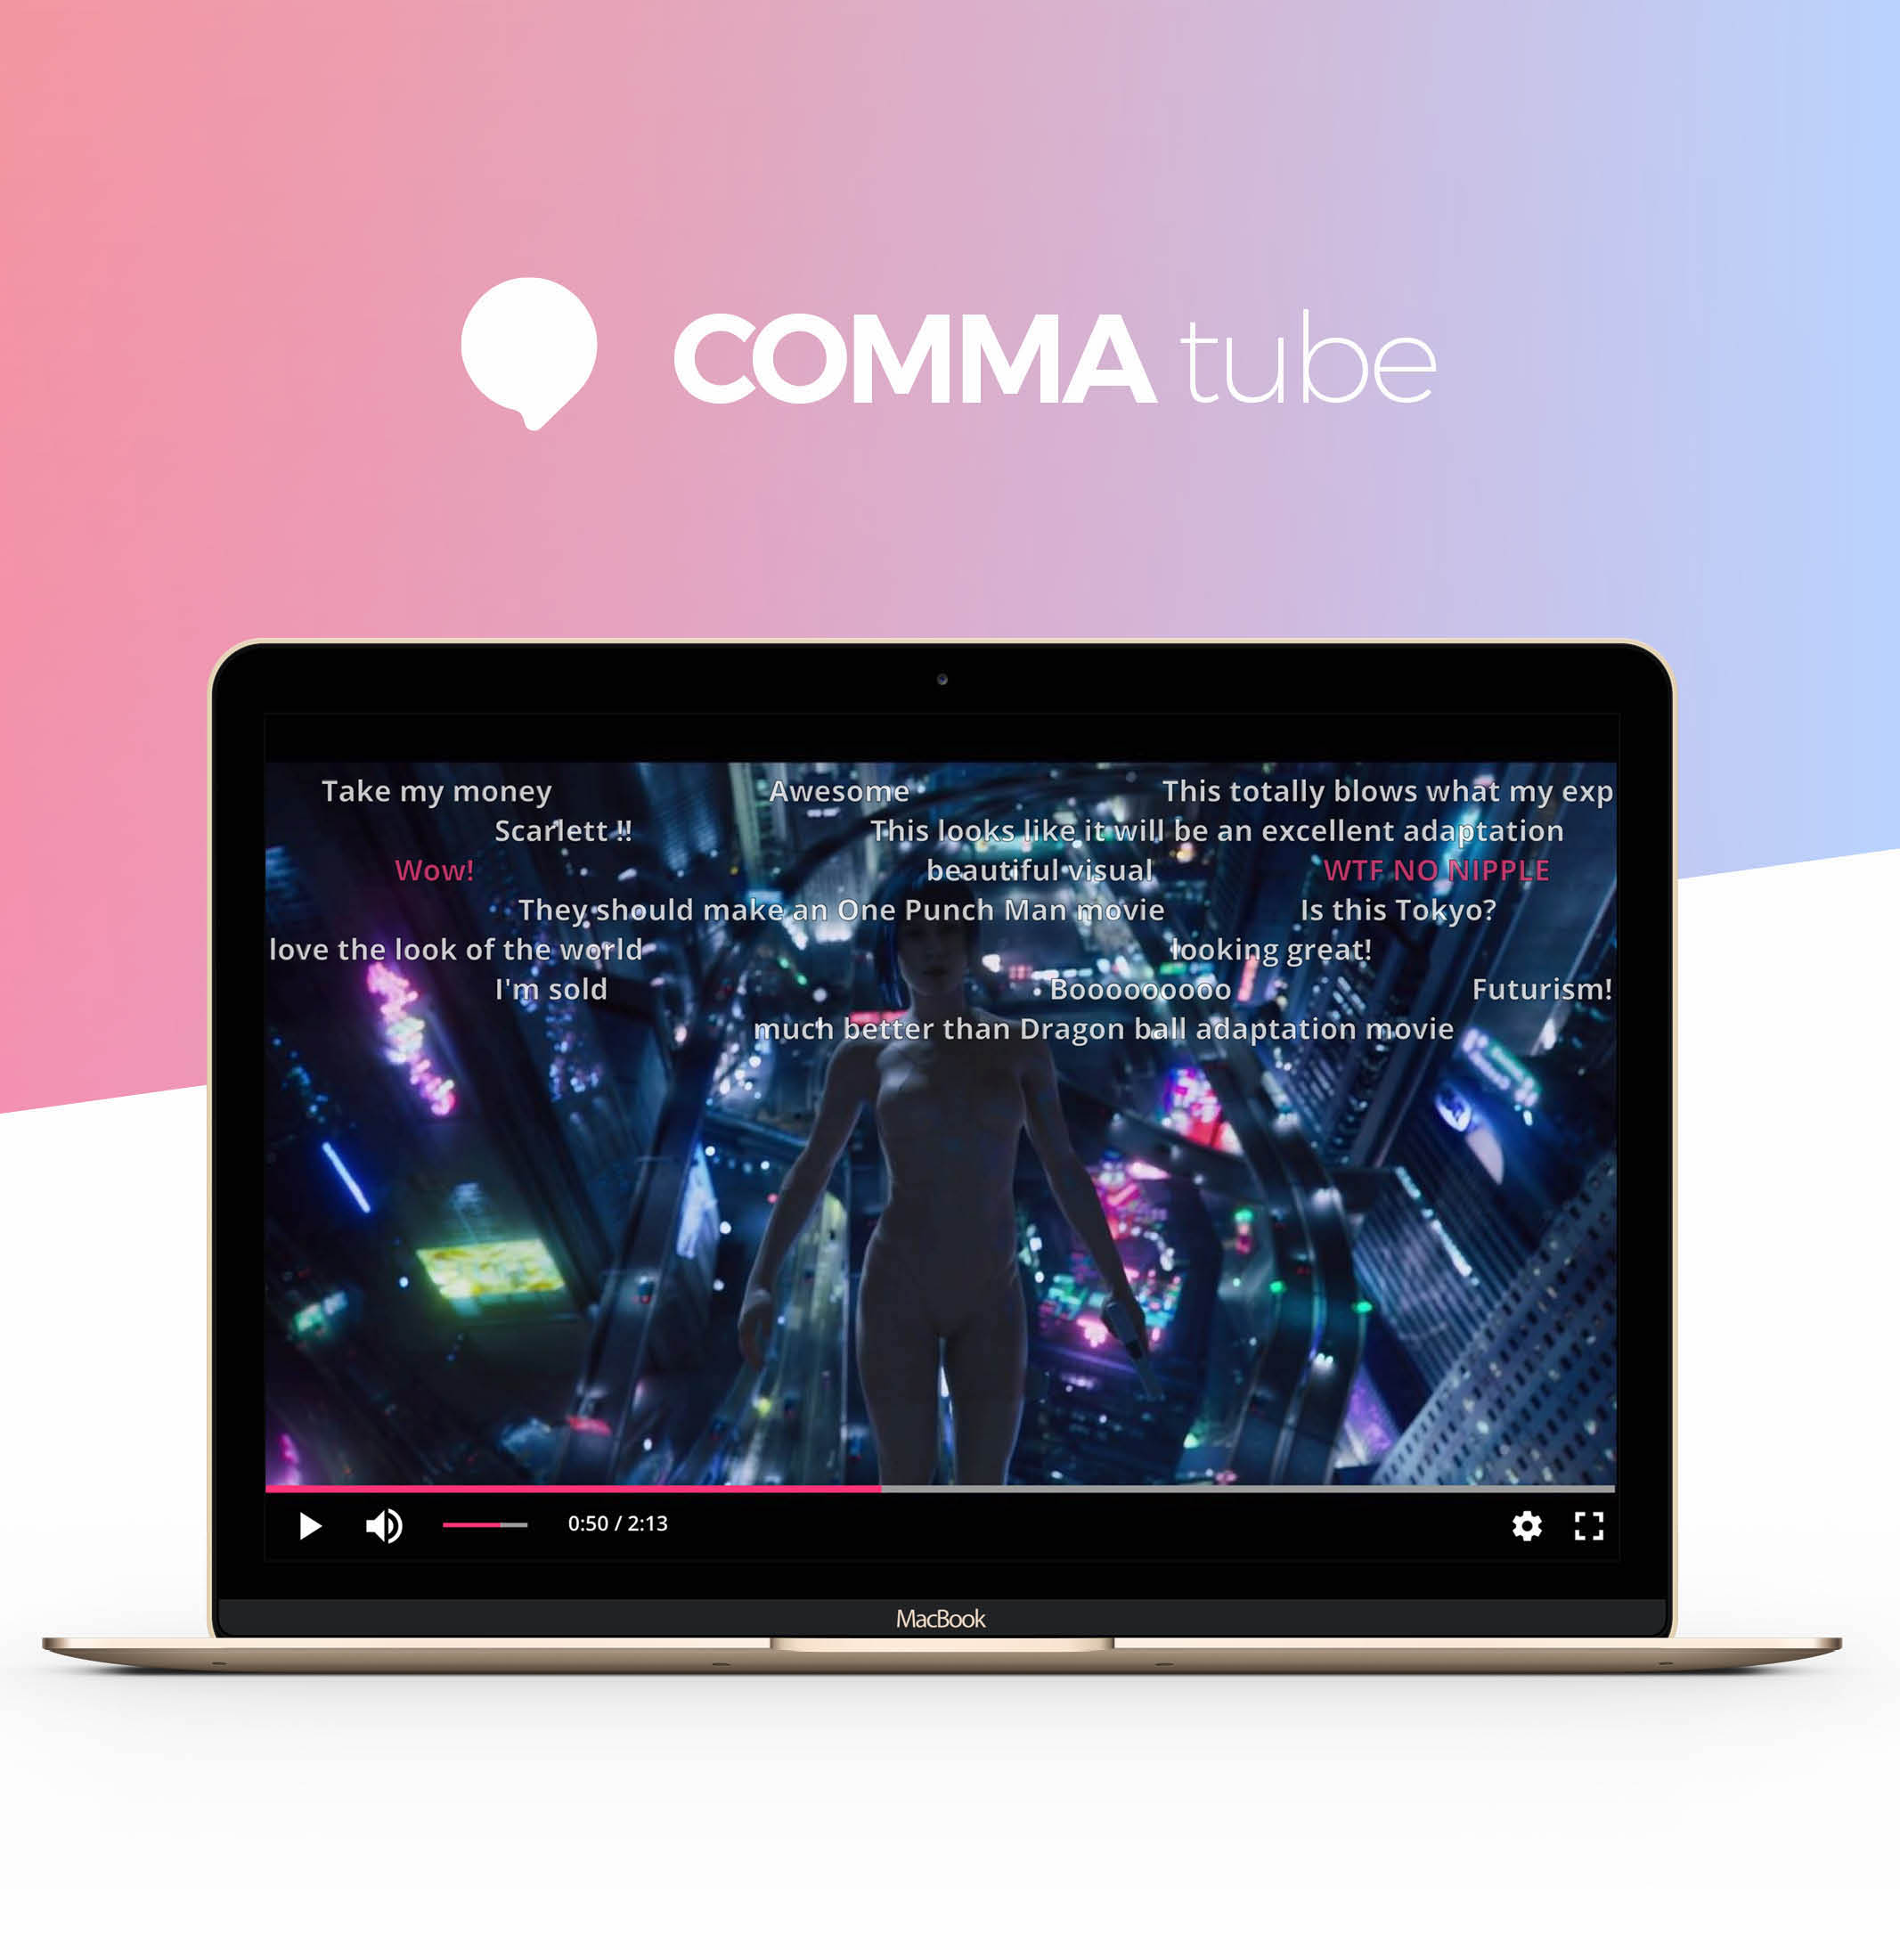 COMMA tube
Take my money Awesome This totally blows what my exp
Scarlett !! This looks like it will be an excellent adaptation
Wow! beautiful visual WTF NO NIPPLE
They should make an One Punch Man movie Is this Tokyo?
love the look of the world looking great!
I'm sold Booooooooo Futurism!
much better than Dragon ball adaptation movie
0:50 / 2:13
MacBook